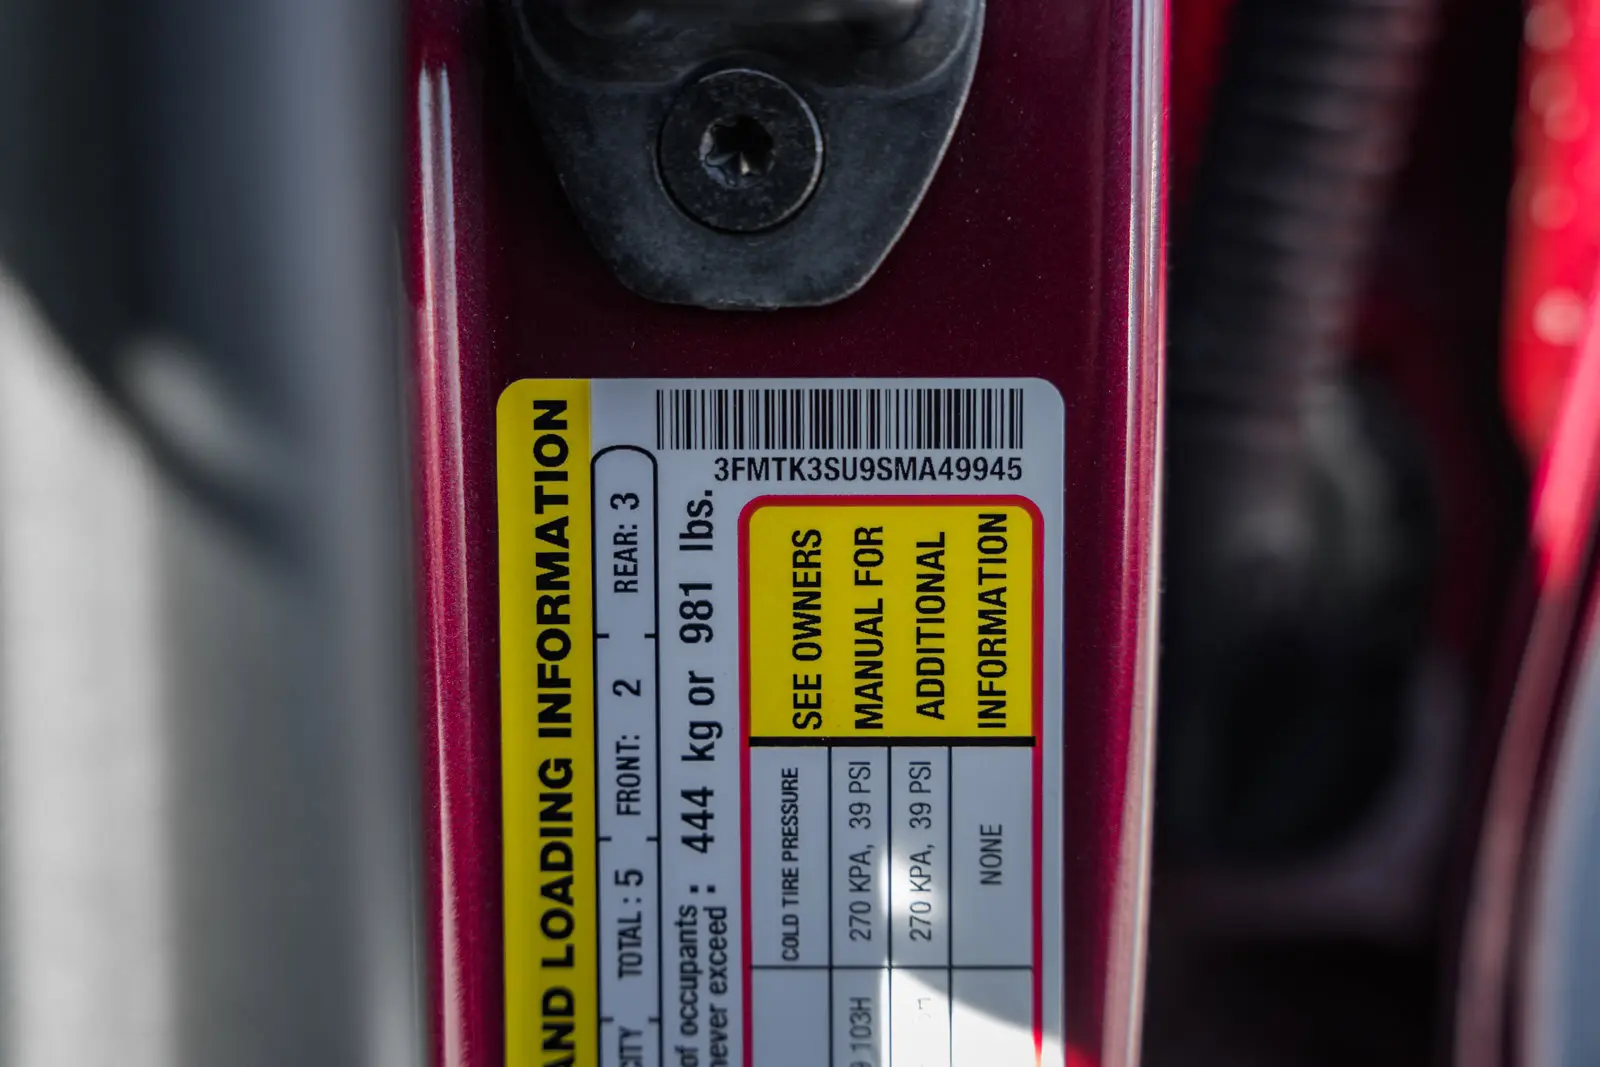 3FMTK3SU9SMA49945
AND LOADING INFORMATION
CITY TOTAL : 5 FRONT: 2 REAR: 3
of occupants
never exceed : 444 kg or 981 lbs.
COLD TIRE PRESSURE
103H 270 KPA, 39 PSI
270 KPA, 39 PSI
NONE
SEE OWNERS
MANUAL FOR
ADDITIONAL
INFORMATION